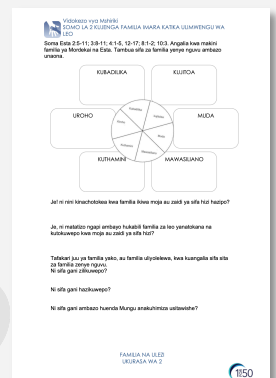 Vidokezo vya Mshiriki
SOMO LA 2 KUJENGA FAMILIA IMARA KATIKA ULIMWENGU WA
LEO
Soma Esta 2:5-11; 3:8-11; 4:1-5, 12-17; 8:1-2; 10:3. Angalia kwa makini
familia ya Mordekai na Esta. Tambua sifa za familia yenye nguvu ambazo
unaona.
KUBADILIKA
KUJITOA
UROHO
MUDA
KUTHAMINI
MAWASILIANO
Je! ni nini kinachotokea kwa familia ikiwa moja au zaidi ya sifa hizi hazipo?
Je, ni matatizo ngapi ambayo hukabili familia za leo yanatokana na
kutokuwepo kwa moja au zaidi ya sifa hizi?
Tafakari juu ya familia yako, au familia uliyoielewa, kwa kuangalia sifa sita
za familia zenye nguvu.
Ni sifa gani zilikuwepo?
Ni sifa gani hazikuwepo?
Ni sifa gani ambazo huenda Mungu anakuhimiza usitawishe?
FAMILIA NA ULEZI
UKURASA WA 2
1:50